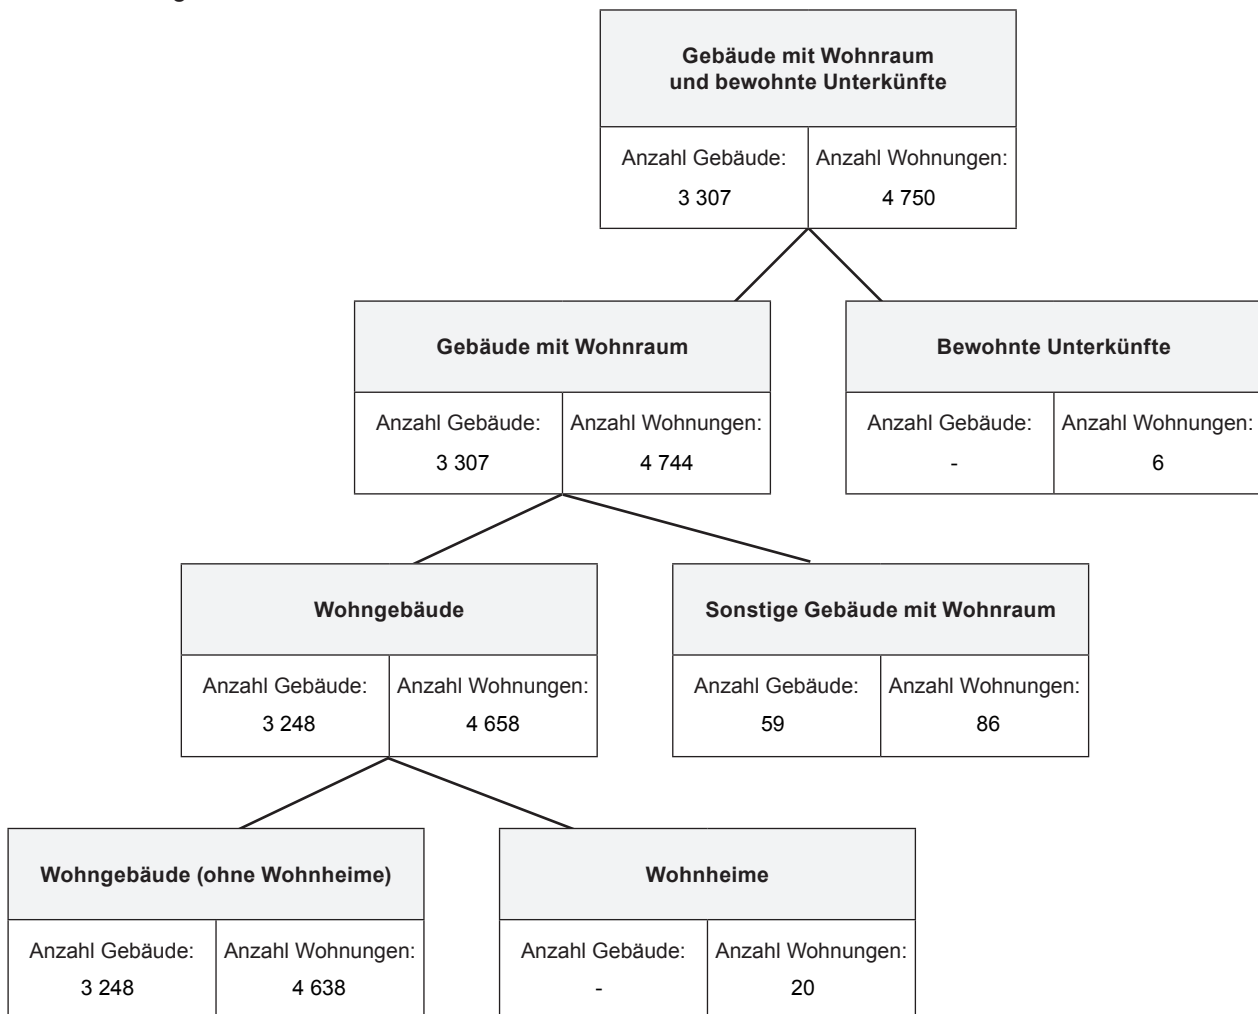 Gebäude mit Wohnraum
und bewohnte Unterkünfte
Anzahl Gebäude: Anzahl Wohnungen:
3 307 4 750
Gebäude mit Wohnraum Bewohnte Unterkünfte
Anzahl Gebäude: Anzahl Wohnungen: Anzahl Gebäude: Anzahl Wohnungen:
3 307 4 744 - 6
Wohngebäude Sonstige Gebäude mit Wohnraum
Anzahl Gebäude: Anzahl Wohnungen: Anzahl Gebäude: Anzahl Wohnungen:
3 248 4 658 59 86
Wohngebäude (ohne Wohnheime) Wohnheime
Anzahl Gebäude: Anzahl Wohnungen: Anzahl Gebäude: Anzahl Wohnungen:
3 248 4 638 - 20